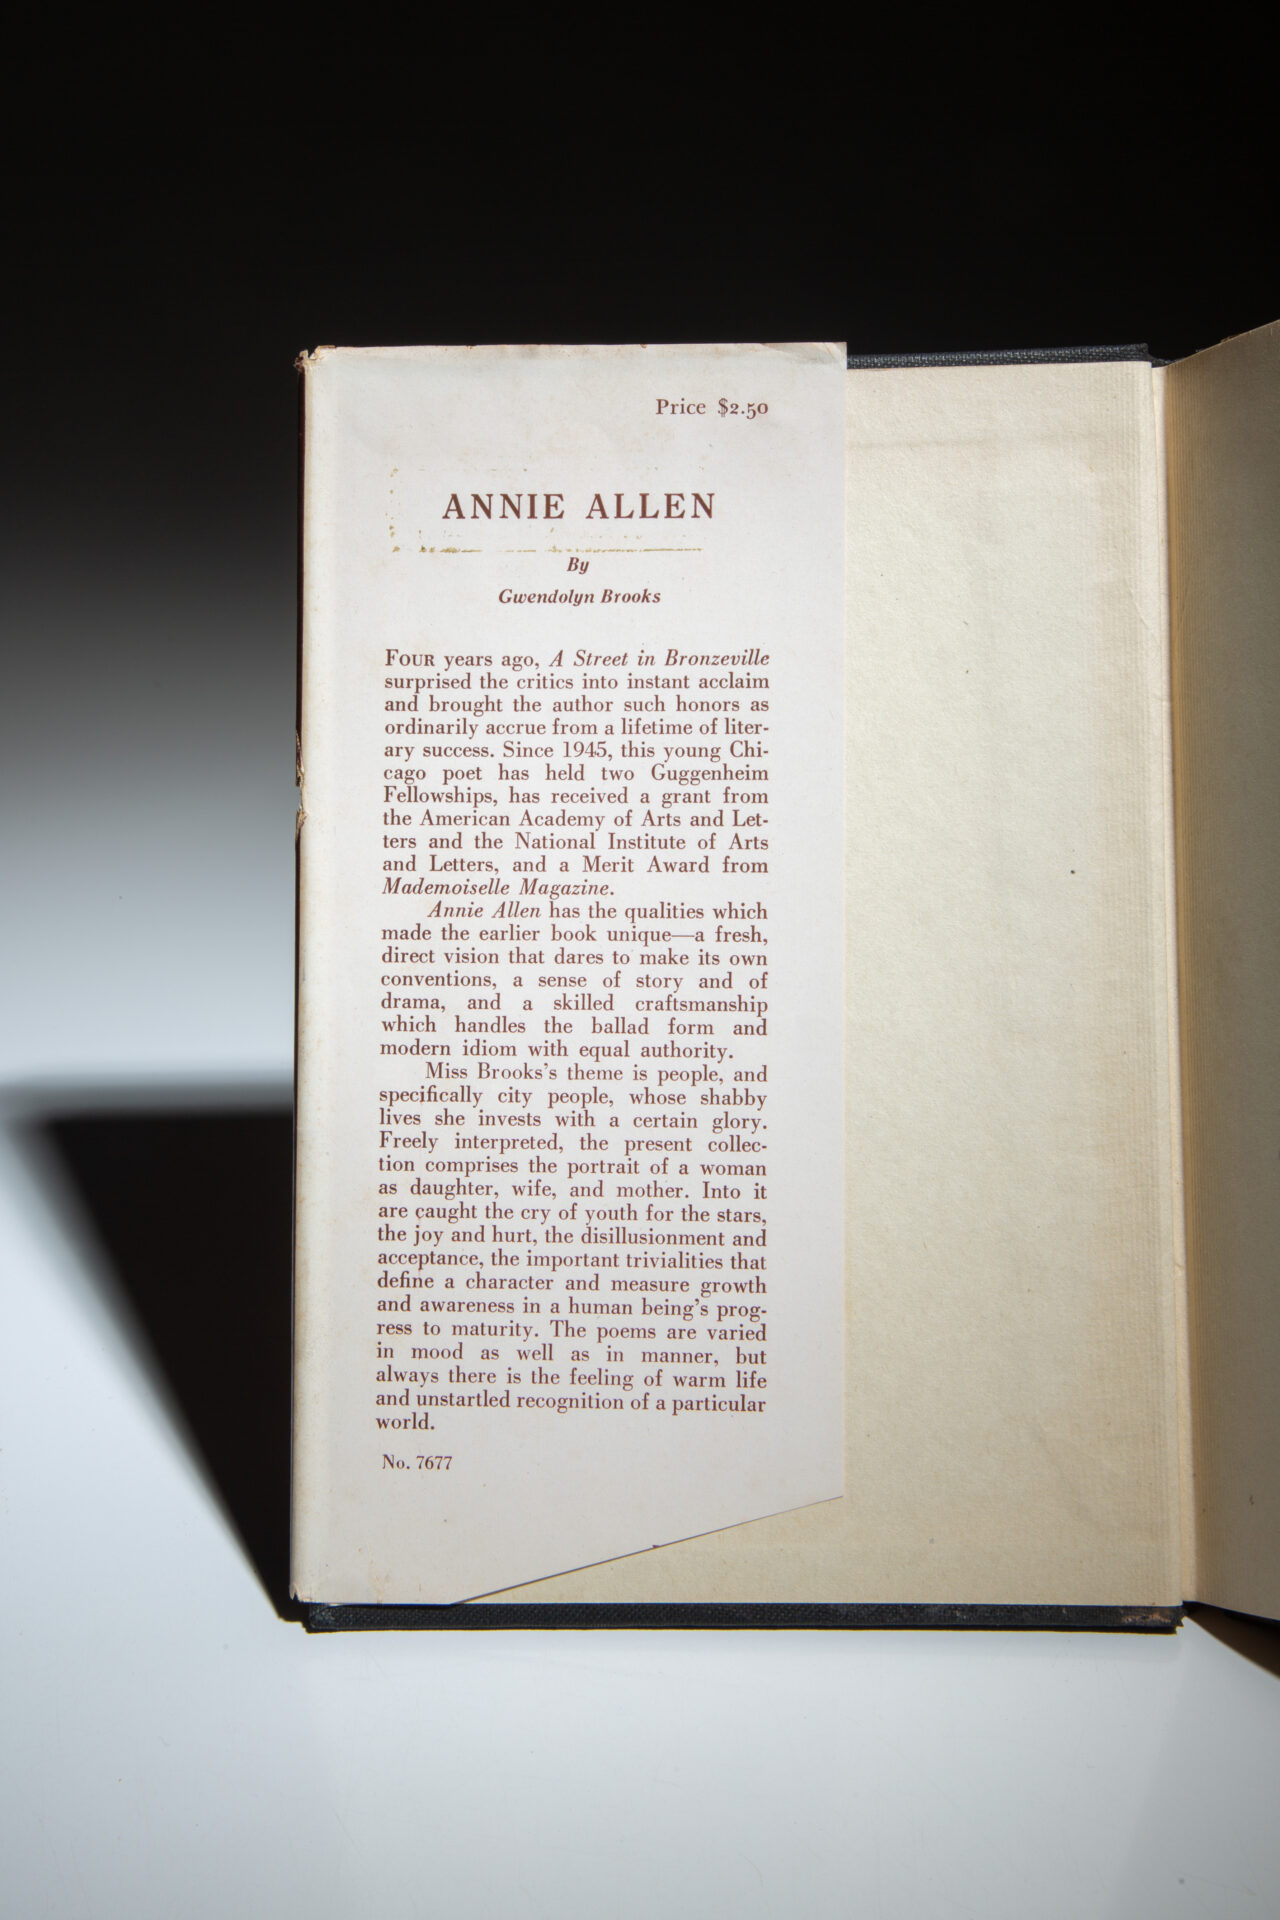 Price $2.50
ANNIE ALLEN
By
Gwendolyn Brooks
FOUR years ago, A Street in Bronzeville
surprised the critics into instant acclaim
and brought the author such honors as
ordinarily accrue from a lifetime of liter-
ary success. Since 1945, this young Chi-
cago poet has held two Guggenheim
Fellowships, has received a grant from
the American Academy of Arts and Let-
ters and the National Institute of Arts
and Letters, and a Merit Award from
Mademoiselle Magazine.
Annie Allen has the qualities which
made the earlier book unique—a fresh,
direct vision that dares to make its own
conventions, a sense of story and of
drama, and a skilled craftsmanship
which handles the ballad form and
modern idiom with equal authority.
Miss Brooks's theme is people, and
specifically city people, whose shabby
lives she invests with a certain glory.
Freely interpreted, the present collec-
tion comprises the portrait of a woman
as daughter, wife, and mother. Into it
are caught the cry of youth for the stars,
the joy and hurt, the disillusionment and
acceptance, the important trivialities that
define a character and measure growth
and awareness in a human being's prog-
ress to maturity. The poems are varied
in mood as well as in manner, but
always there is the feeling of warm life
and unstartled recognition of a particular
world.
No. 7677